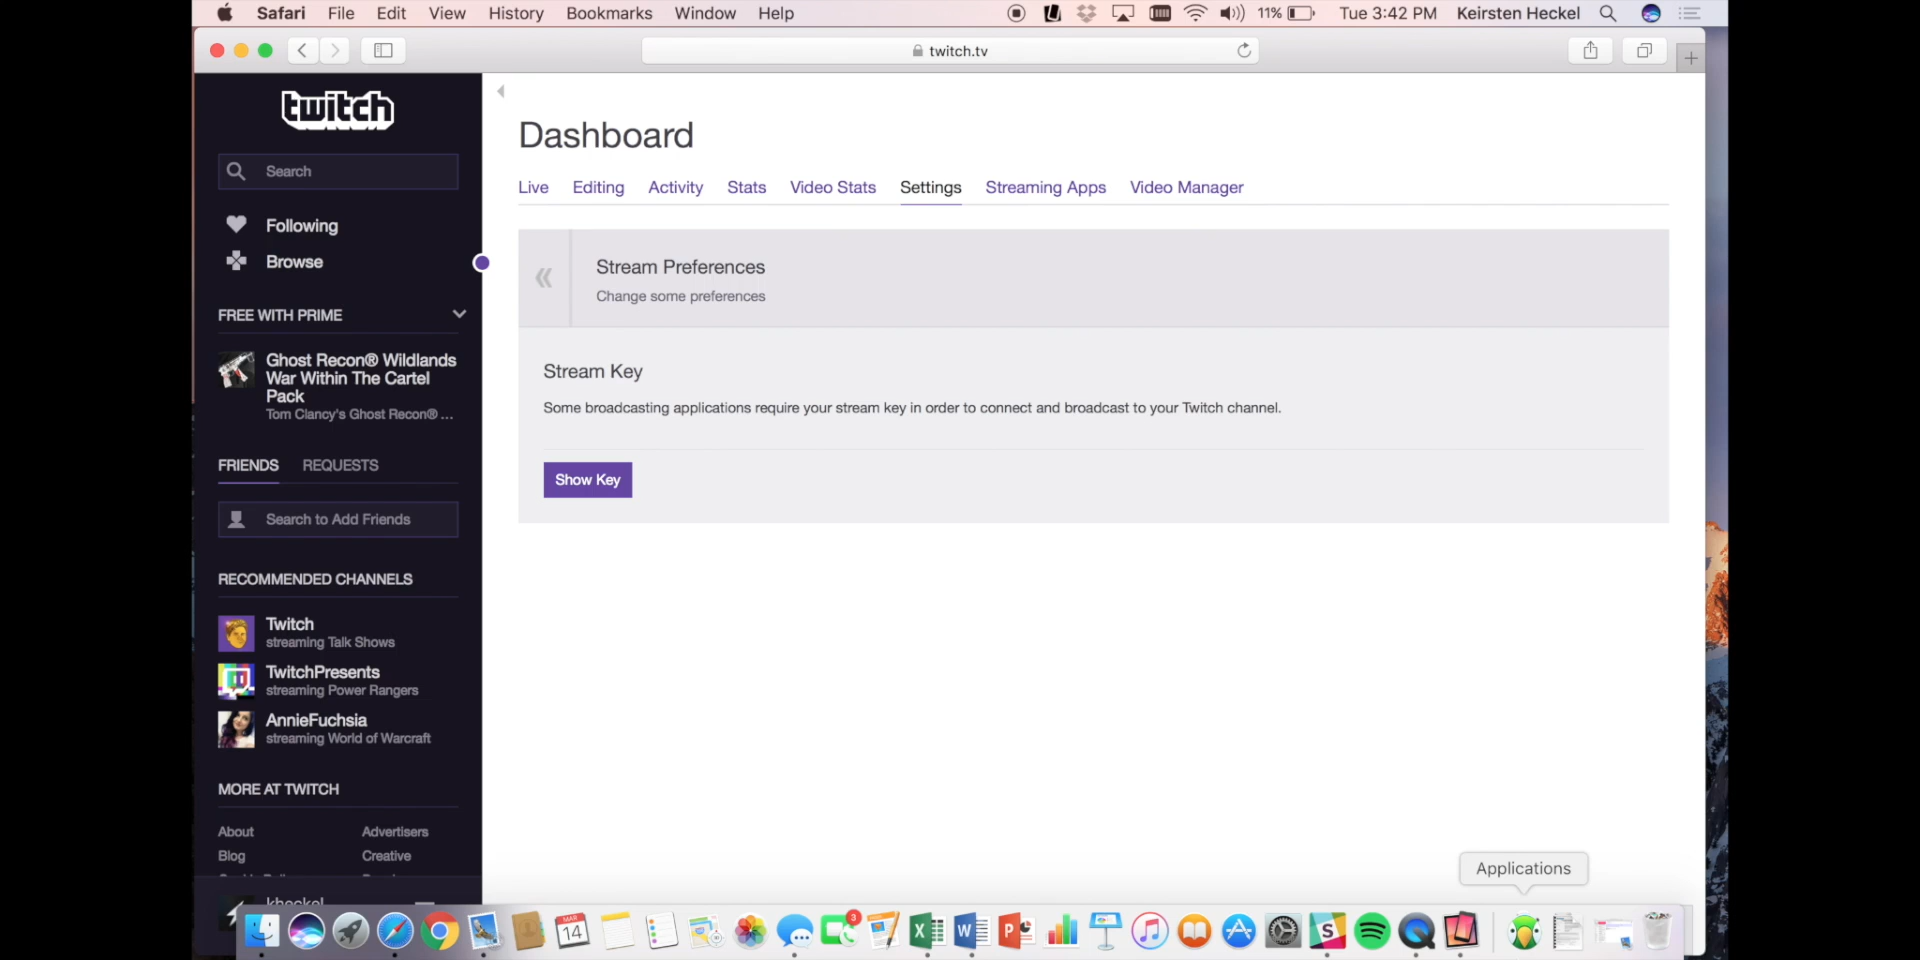 Safari File Edit View History Bookmarks Window Help
11% Tue 3:42 PM Keirsten Heckel
twitch.tv
twitch
Search
Following
Browse
FREE WITH PRIME
Ghost Recon® Wildlands
War Within The Cartel
Pack
Tom Clancy's Ghost Recon® ...
FRIENDS REQUESTS
Search to Add Friends
RECOMMENDED CHANNELS
Twitch
streaming Talk Shows
TwitchPresents
streaming Power Rangers
AnnieFuchsia
streaming World of Warcraft
MORE AT TWITCH
About Advertisers
Blog Creative
kheckel
Dashboard
Live Editing Activity Stats Video Stats Settings Streaming Apps Video Manager
Stream Preferences
Change some preferences
Stream Key
Some broadcasting applications require your stream key in order to connect and broadcast to your Twitch channel.
Show Key
Applications
MAR
14
3